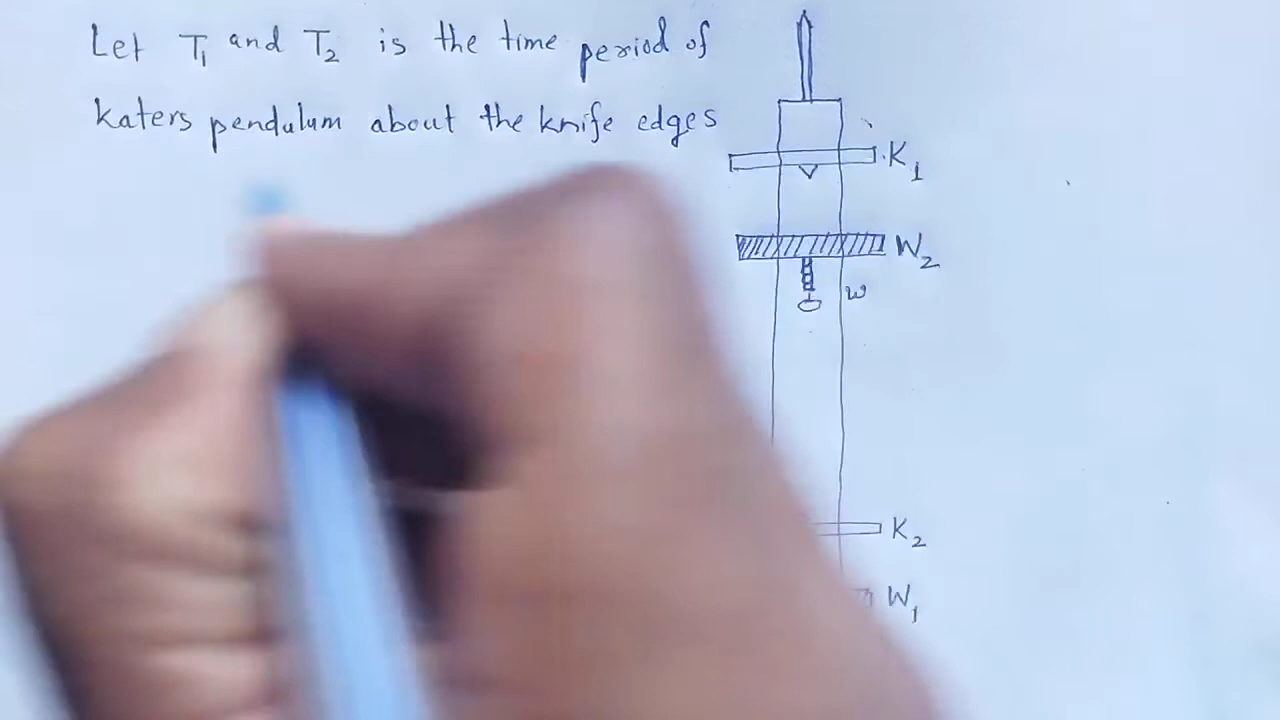 Let T₁ and T₂ is the time period of
katers pendulum about the knife edges
K₁
W₂
w
K₂
W₁